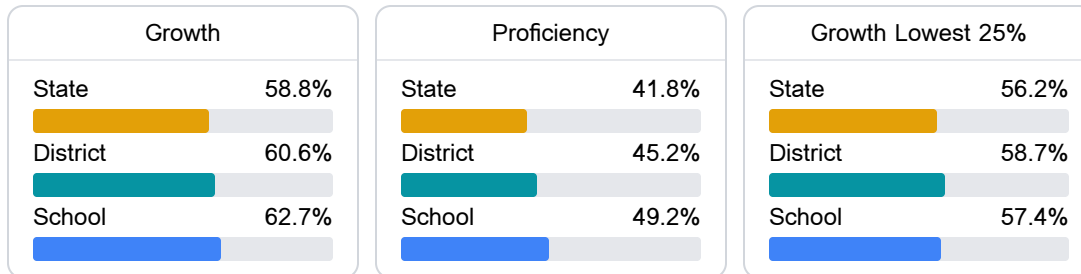 Growth
State 58.8%
District 60.6%
School 62.7%
Proficiency
State 41.8%
District 45.2%
School 49.2%
Growth Lowest 25%
State 56.2%
District 58.7%
School 57.4%